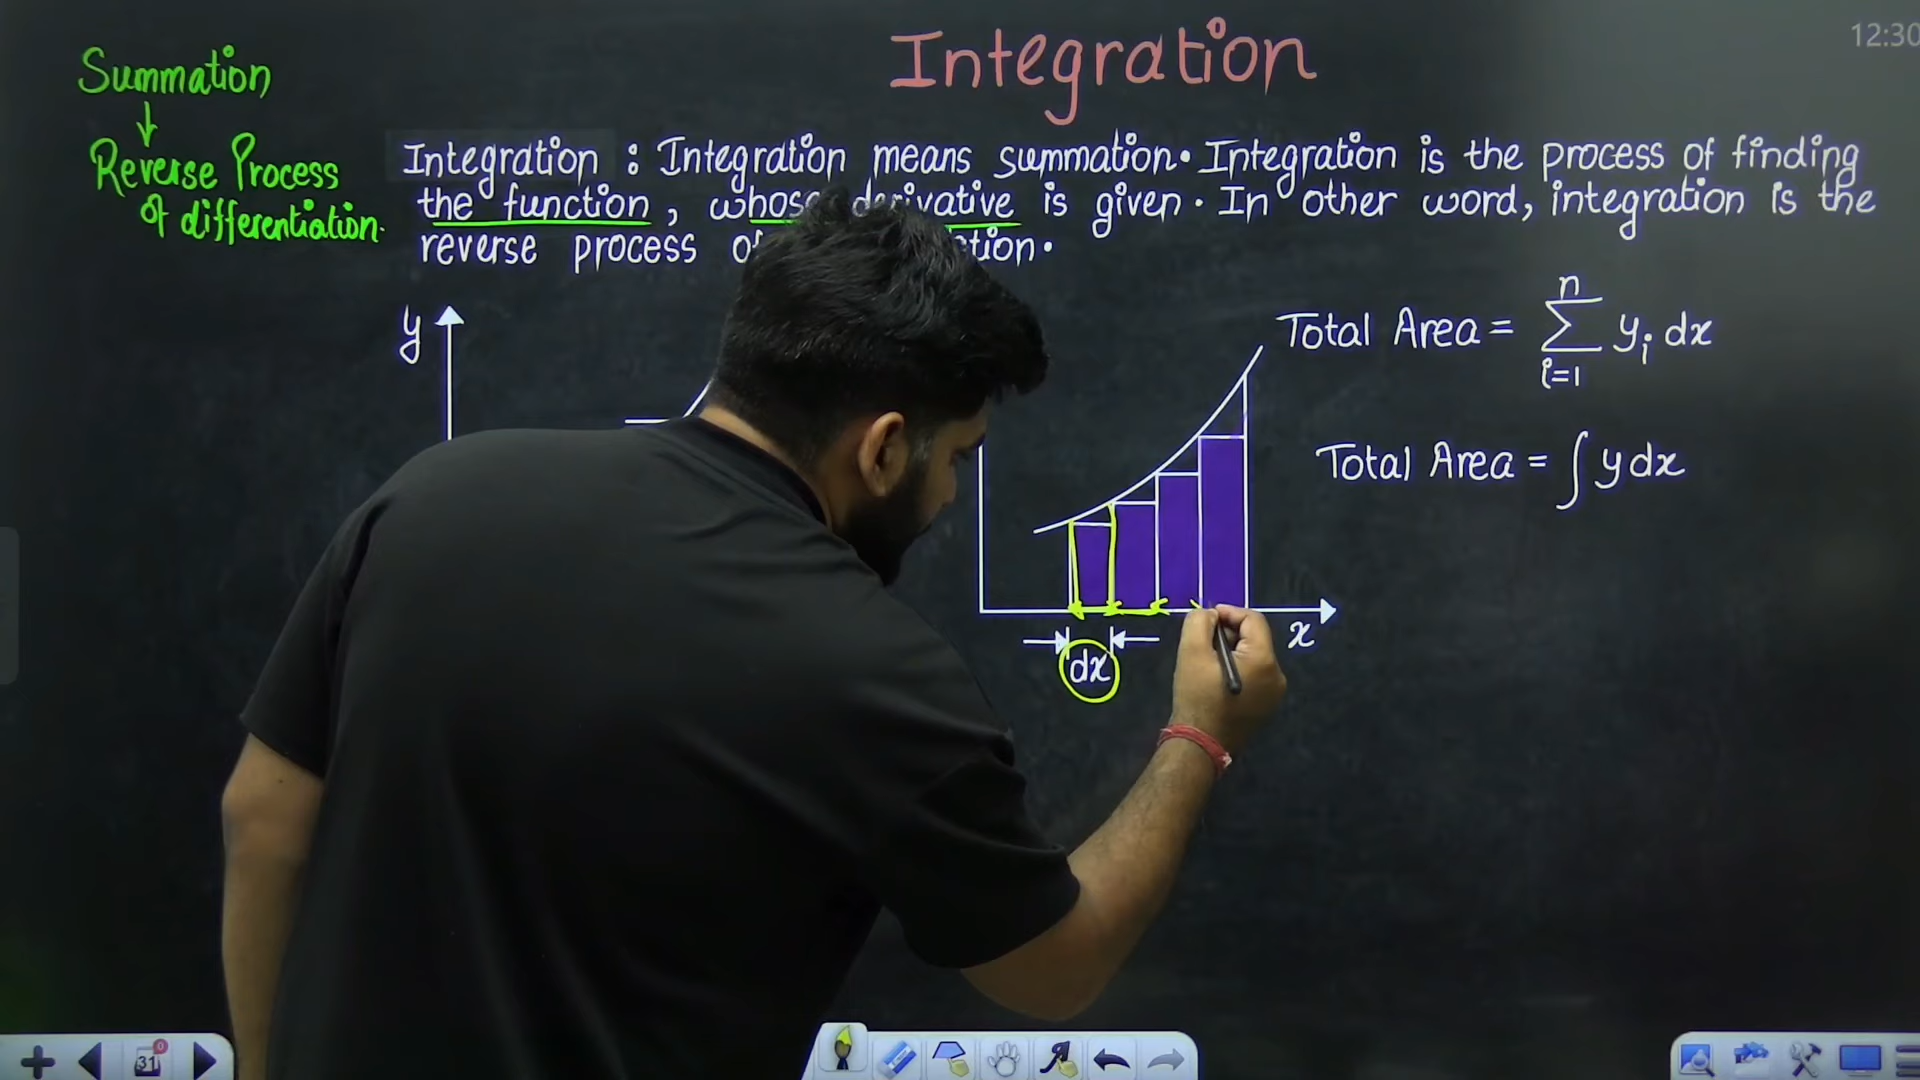 Integration
12:30
Summation
Reverse Process
of differentiation.
Integration : Integration means summation. Integration is the process of finding
the function, whose derivative is given. In other word, integration is the
reverse process of
y
Total Area = n ∑ i=1 yi dx
Total Area = ∫ y dx
x
dx
31
0